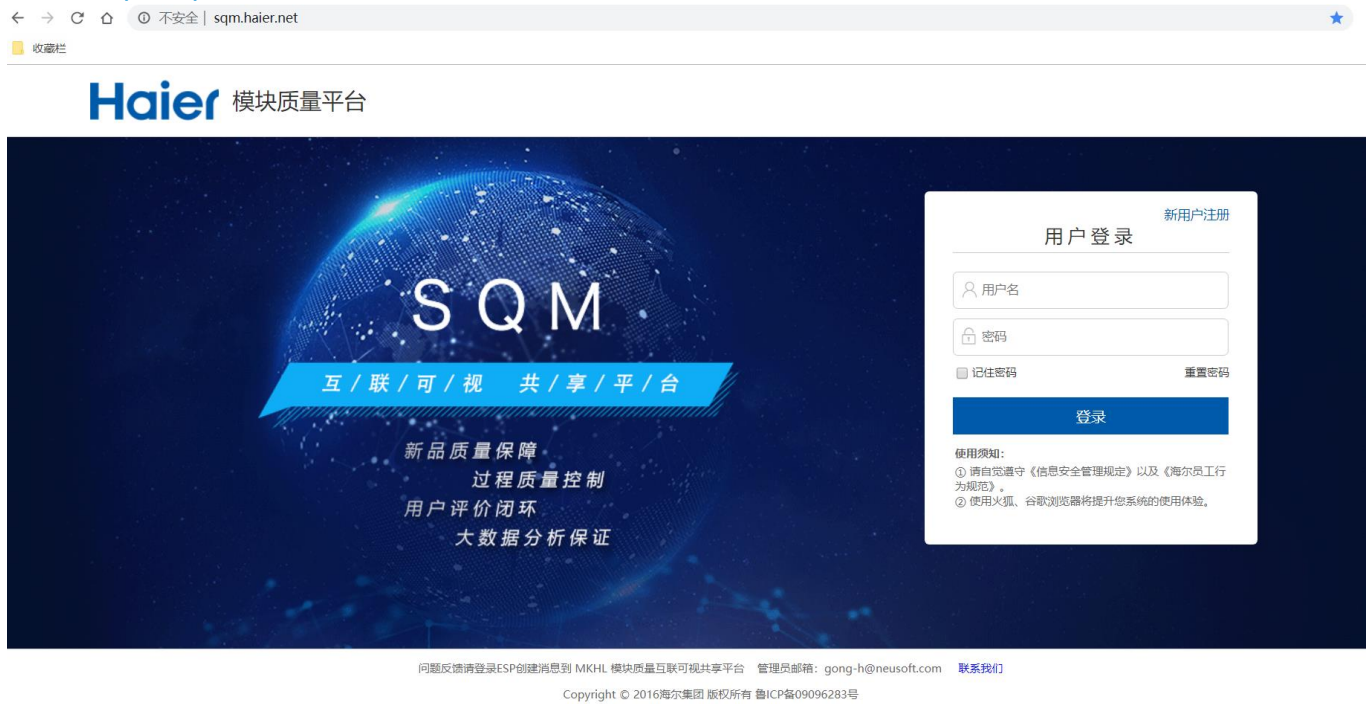 不安全 | sqm.haier.net
收藏栏
Haier 模块质量平台
新用户注册
用户登录
用户名
密码
记住密码 重置密码
登录
使用须知：
① 请自觉遵守《信息安全管理规定》以及《海尔员工行
为规范》。
② 使用火狐、谷歌浏览器将提升您系统的使用体验。
SQM
互/联/可/视 共/享/平/台
新品质量保障
过程质量控制
用户评价闭环
大数据分析保证
问题反馈请登录ESP创建消息到 MKHL 模块质量互联可视共享平台 管理员邮箱：gong-h@neusoft.com 联系我们
Copyright © 2016海尔集团 版权所有 鲁ICP备09096283号